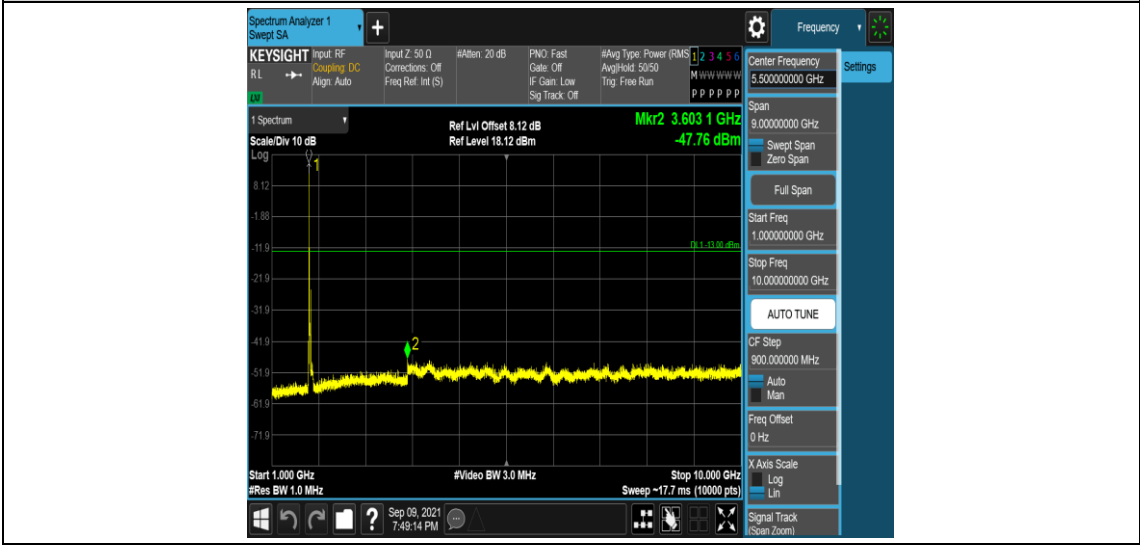 Spectrum Analyzer 1
Swept SA
+
Frequency
KEYSIGHT Input: RF Input Z: 50 Ω #Atten: 20 dB PNO: Fast #Avg Type: Power (RMS 1 2 3 4 5 6
RL Coupling: DC Corrections: Off Gate: Off Avg|Hold: 50/50 M W W W W W
Align: Auto Freq Ref: Int (S) IF Gain: Low Trig: Free Run
Sig Track: Off P P P P P P
LXI
1 Spectrum
Ref Lvl Offset 8.12 dB
Mkr2 3.603 1 GHz
Scale/Div 10 dB
Ref Level 18.12 dBm
-47.76 dBm
Log
1
8.12
-1.88
-11.9
DL1 -13.00 dBm
-21.9
-31.9
-41.9
2
-51.9
-61.9
-71.9
Start 1.000 GHz
#Video BW 3.0 MHz
Stop 10.000 GHz
#Res BW 1.0 MHz
Sweep ~17.7 ms (10000 pts)
Center Frequency
5.500000000 GHz
Settings
Span
9.00000000 GHz
Swept Span
Zero Span
Full Span
Start Freq
1.000000000 GHz
Stop Freq
10.000000000 GHz
AUTO TUNE
CF Step
900.000000 MHz
Auto
Man
Freq Offset
0 Hz
X Axis Scale
Log
Lin
Signal Track
(Span Zoom)
?
Sep 09, 2021
7:49:14 PM